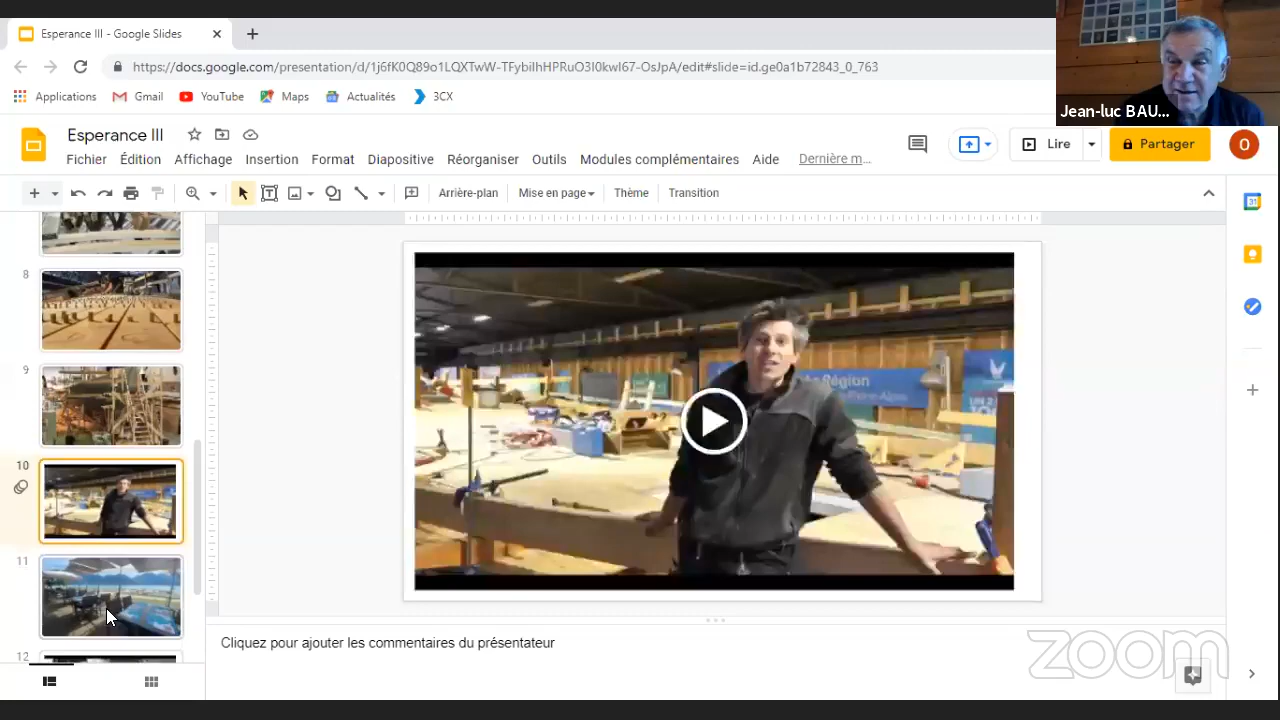 Esperance III - Google Slides
https://docs.google.com/presentation/d/1j6fK0Q89o1LQXTwW-TFybiIhHPRuO3I0kwI67-OsJpA/edit#slide=id.ge0a1b72843_0_763
Applications Gmail YouTube Maps Actualités 3CX
Jean-luc BAU...
Esperance III
Lire
Partager
O
Fichier Édition Affichage Insertion Format Diapositive Réorganiser Outils Modules complémentaires Aide Dernière m...
Arrière-plan Mise en page Thème Transition
31
8
9
10
11
12
Région
Cliquez pour ajouter les commentaires du présentateur
zoom